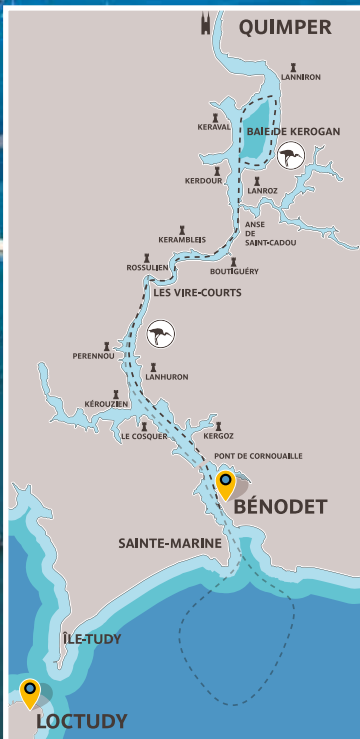 QUIMPER
LANNIRON
KERAVAL
BAIE DE KEROGAN
KERDOUR
LANROZ
ANSE
DE
SAINT-CADOU
KERAMBLEIS
ROSSULIEN
BOUTIGUÉRY
LES VIRE-COURTS
PERENNOU
LANHURON
KÉROUZIEN
LE COSQUER
KERGOZ
PONT DE CORNOUAILLE
BÉNODET
SAINTE-MARINE
ÎLE-TUDY
LOCTUDY